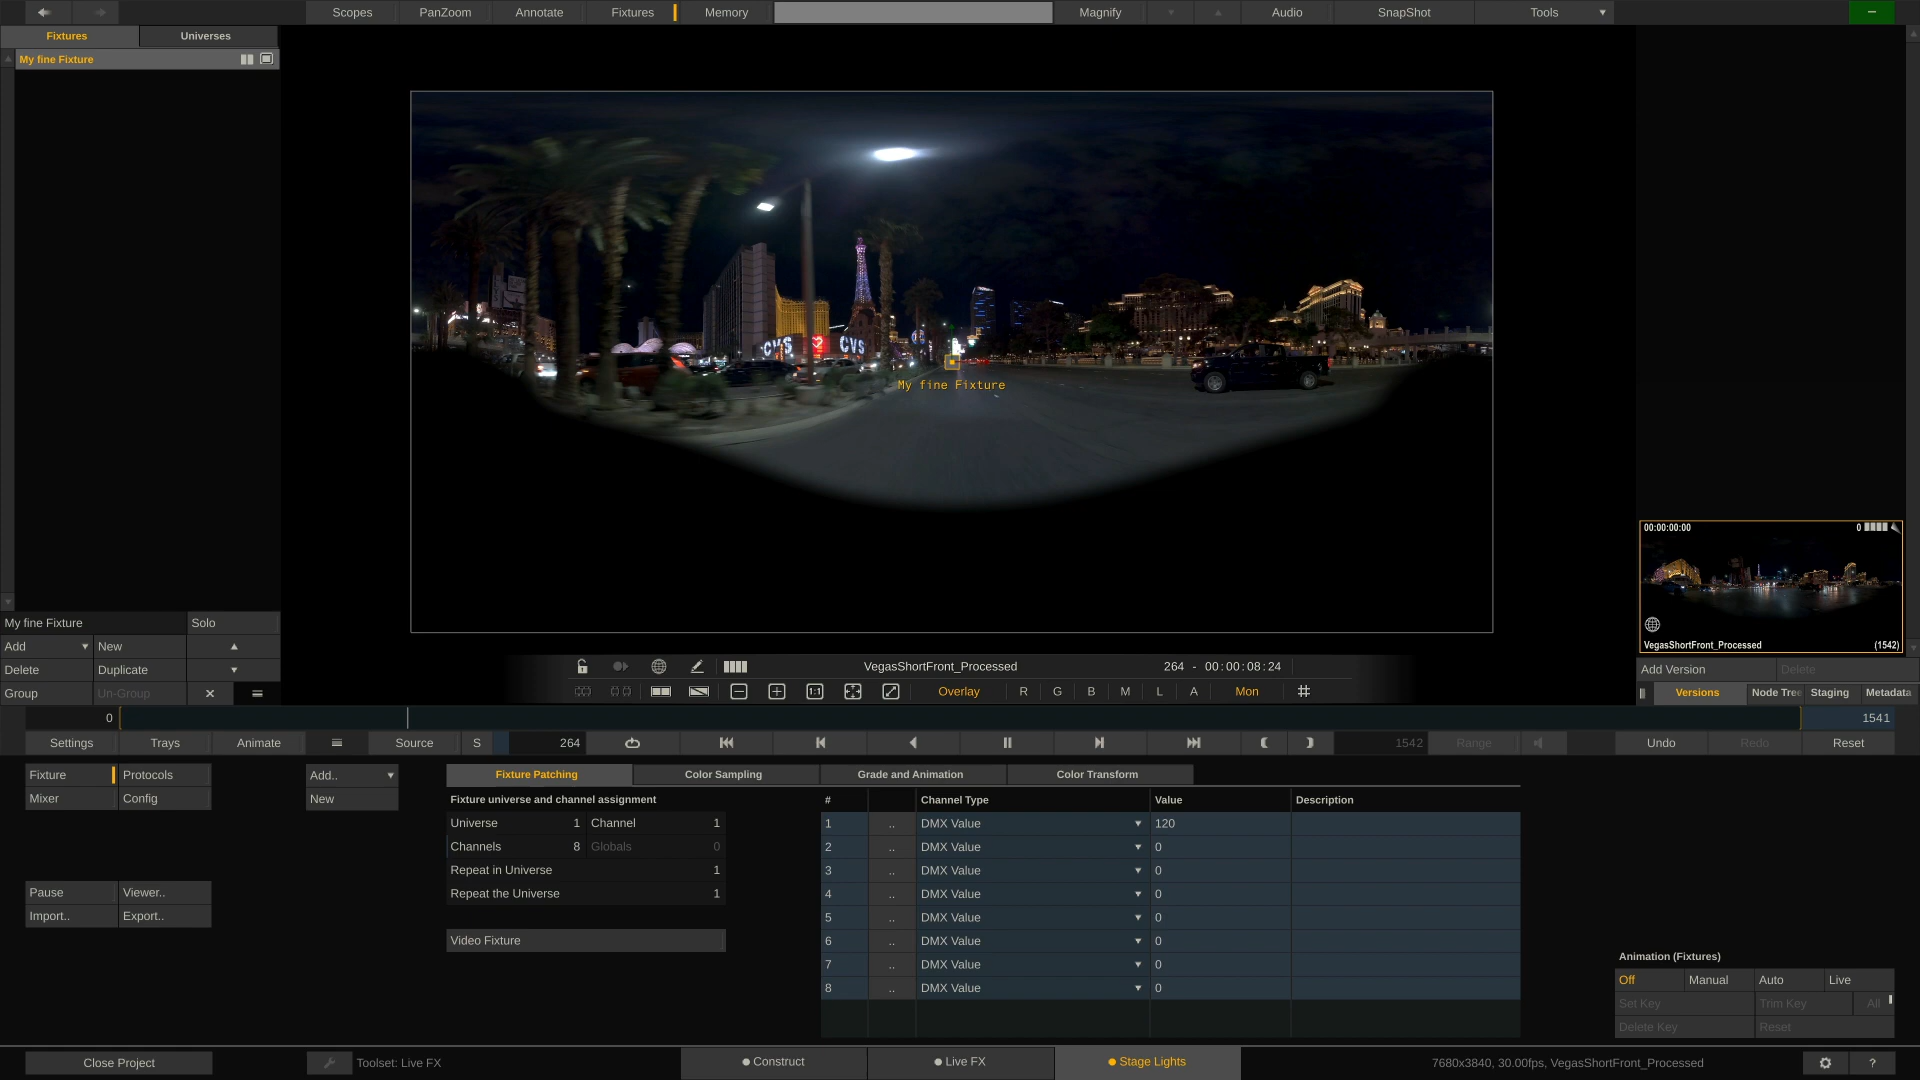 Scopes PanZoom Annotate Fixtures Memory Magnify Audio SnapShot Tools
Fixtures Universes
My fine Fixture
CVS CVS
My fine Fixture
00:00:00:00 0
VegasShortFront_Processed (1542)
My fine Fixture Solo
Add New
Delete Duplicate
Group Un-Group
VegasShortFront_Processed 264 - 00:00:08:24
1:1 Overlay R G B M L A Mon
Add Version Delete
Versions Node Tree Staging Metadata
0 1541
Settings Trays Animate Source S 264 1542 Range Undo Redo Reset
Fixture Protocols
Mixer Config
Add..
New
Pause Viewer..
Import.. Export..
Fixture Patching Color Sampling Grade and Animation Color Transform
Fixture universe and channel assignment
Universe 1 Channel 1
Channels 8 Globals 0
Repeat in Universe 1
Repeat the Universe 1
Video Fixture
# Channel Type Value Description
1 .. DMX Value 120
2 .. DMX Value 0
3 .. DMX Value 0
4 .. DMX Value 0
5 .. DMX Value 0
6 .. DMX Value 0
7 .. DMX Value 0
8 .. DMX Value 0
Animation (Fixtures)
Off Manual Auto Live
Set Key Trim Key All
Delete Key Reset
Close Project Toolset: Live FX Construct Live FX Stage Lights 7680x3840, 30.00fps, VegasShortFront_Processed ?